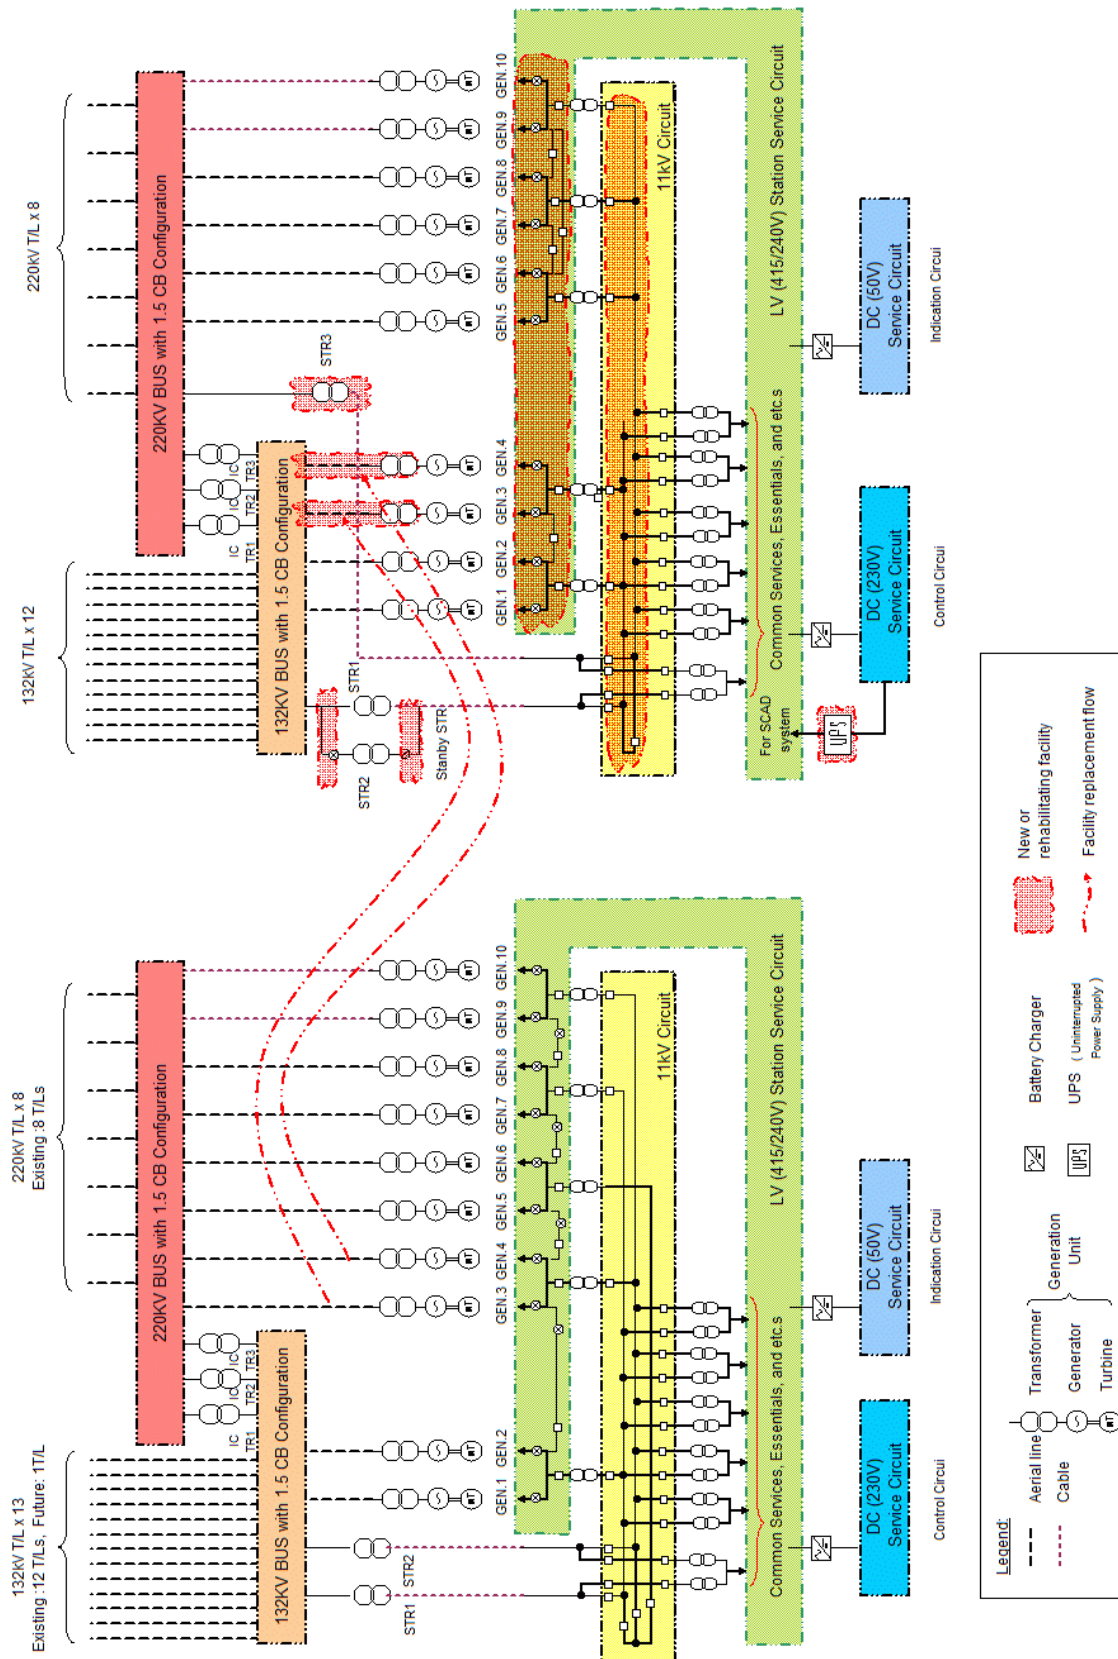 132kV T/L x 13
Existing :12 T/Ls, Future: 1T/L
220kV T/L x 8
Existing :8 T/Ls
220KV BUS with 1.5 CB Configuration
IC
TR1
IC
TR2
IC
TR3
132KV BUS with 1.5 CB Configuration
STR1
STR2
GEN.1
GEN.2
GEN.3
GEN.4
GEN.5
GEN.6
GEN.7
GEN.8
GEN.9
GEN.10
11kV Circuit
Common Services, Essentials, and etc.s
LV (415/240V) Station Service Circuit
DC (230V)
Service Circuit
Control Circui
DC (50V)
Service Circuit
Indication Circui
132kV T/L x 12
220kV T/L x 8
220KV BUS with 1.5 CB Configuration
IC
TR1
IC
TR2
IC
TR3
132KV BUS with 1.5 CB Configuration
STR1
STR3
STR2
Stanby STR
GEN.1
GEN.2
GEN.3
GEN.4
GEN.5
GEN.6
GEN.7
GEN.8
GEN.9
GEN.10
11kV Circuit
For SCAD
system
Common Services, Essentials, and etc.s
LV (415/240V) Station Service Circuit
UPS
DC (230V)
Service Circuit
Control Circui
DC (50V)
Service Circuit
Indication Circui
Legend:
Aerial line
Cable
Transformer
Generator
Turbine
Generation
Unit
Battery Charger
UPS
UPS ( Uninterrupted
Power Supply )
New or
rehabilitating facility
Facility replacement flow